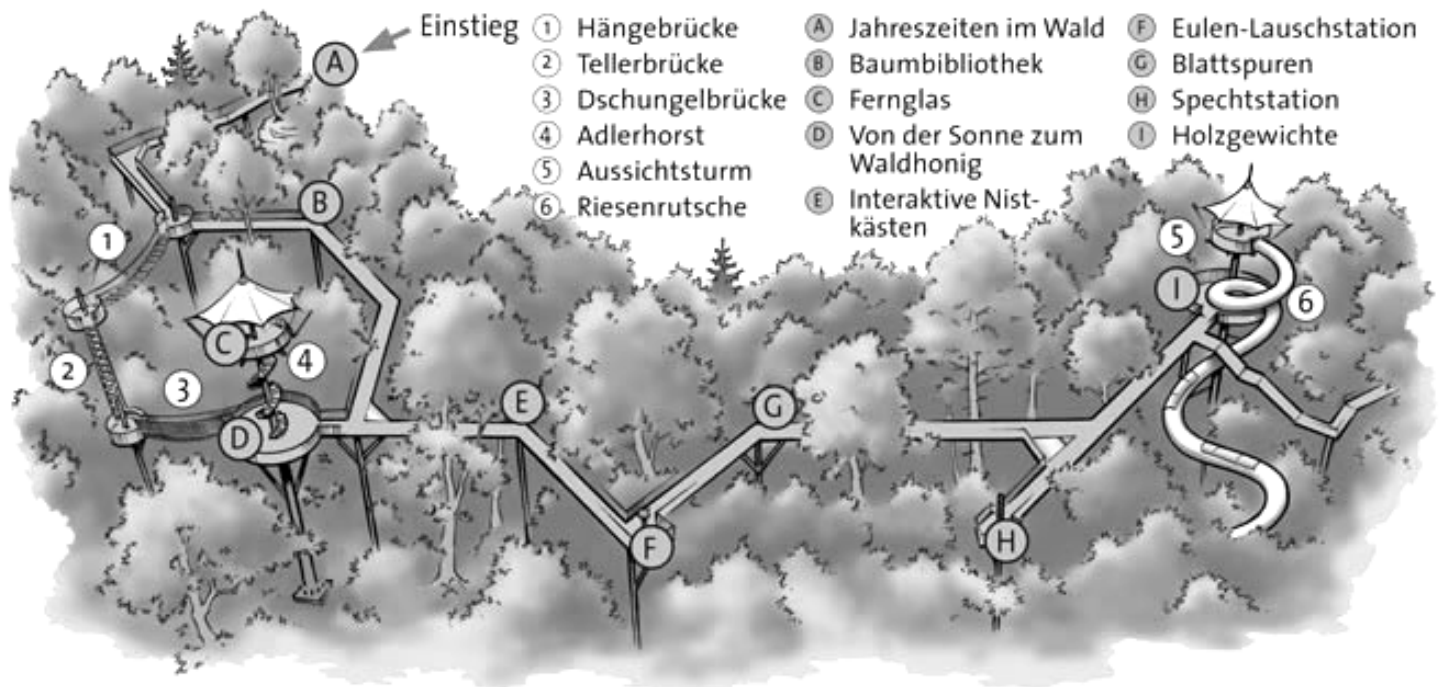 Einstieg
1 Hängebrücke
2 Tellerbrücke
3 Dschungelbrücke
4 Adlerhorst
5 Aussichtsturm
6 Riesenrutsche
A Jahreszeiten im Wald
B Baumbibliothek
C Fernglas
D Von der Sonne zum
Waldhonig
E Interaktive Nist-
kästen
F Eulen-Lauschstation
G Blattspuren
H Spechtstation
I Holzgewichte
A
B
1
C
4
2
3
D
E
F
G
H
5
I
6